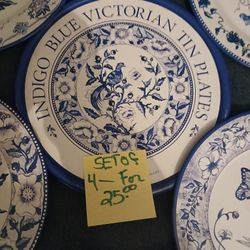 INDIGO BLUE VICTORIAN TIN PLATES
SET OF
4 — For
25.00